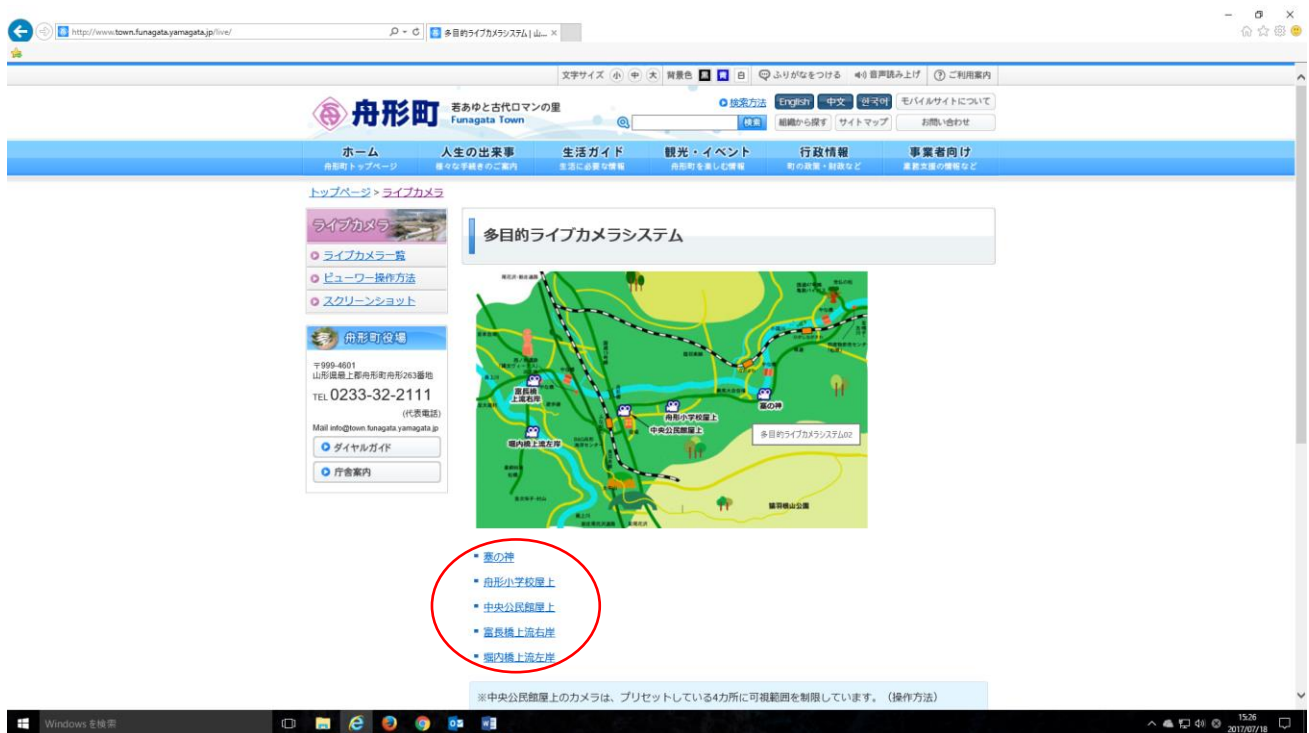 http://www.town.funagata.yamagata.jp/live/
多目的ライブカメラシステム | 山...
文字サイズ 小 中 大 背景色 黒 青 白 ふりがなをつける 音声読み上げ ご利用案内
舟形町 若あゆと古代ロマンの里
Funagata Town
検索方法 English 中文 한국어 モバイルサイトについて
検索 組織から探す サイトマップ お問い合わせ
ホーム 人生の出来事 生活ガイド 観光・イベント 行政情報 事業者向け
舟形町トップページ 様々な手続きのご案内 生活に必要な情報 舟形町を楽しむ情報 町の政策・財政など 業務支援の情報など
トップページ > ライブカメラ
ライブカメラ
ライブカメラ一覧
ビューワー操作方法
スクリーンショット
舟形町役場
〒999-4601
山形県最上郡舟形町舟形263番地
TEL 0233-32-2111
(代表電話)
Mail info@town.funagata.yamagata.jp
ダイヤルガイド
庁舎案内
多目的ライブカメラシステム
富長橋
上流右岸
堀内橋上流左岸
舟形小学校屋上
中央公民館屋上
塞の神
多目的ライブカメラシステム02
猿羽根山公園
塞の神
舟形小学校屋上
中央公民館屋上
富長橋上流右岸
堀内橋上流左岸
※中央公民館屋上のカメラは、プリセットしている4カ所に可視範囲を制限しています。（操作方法）
Windows を検索
15:26
2017/07/18